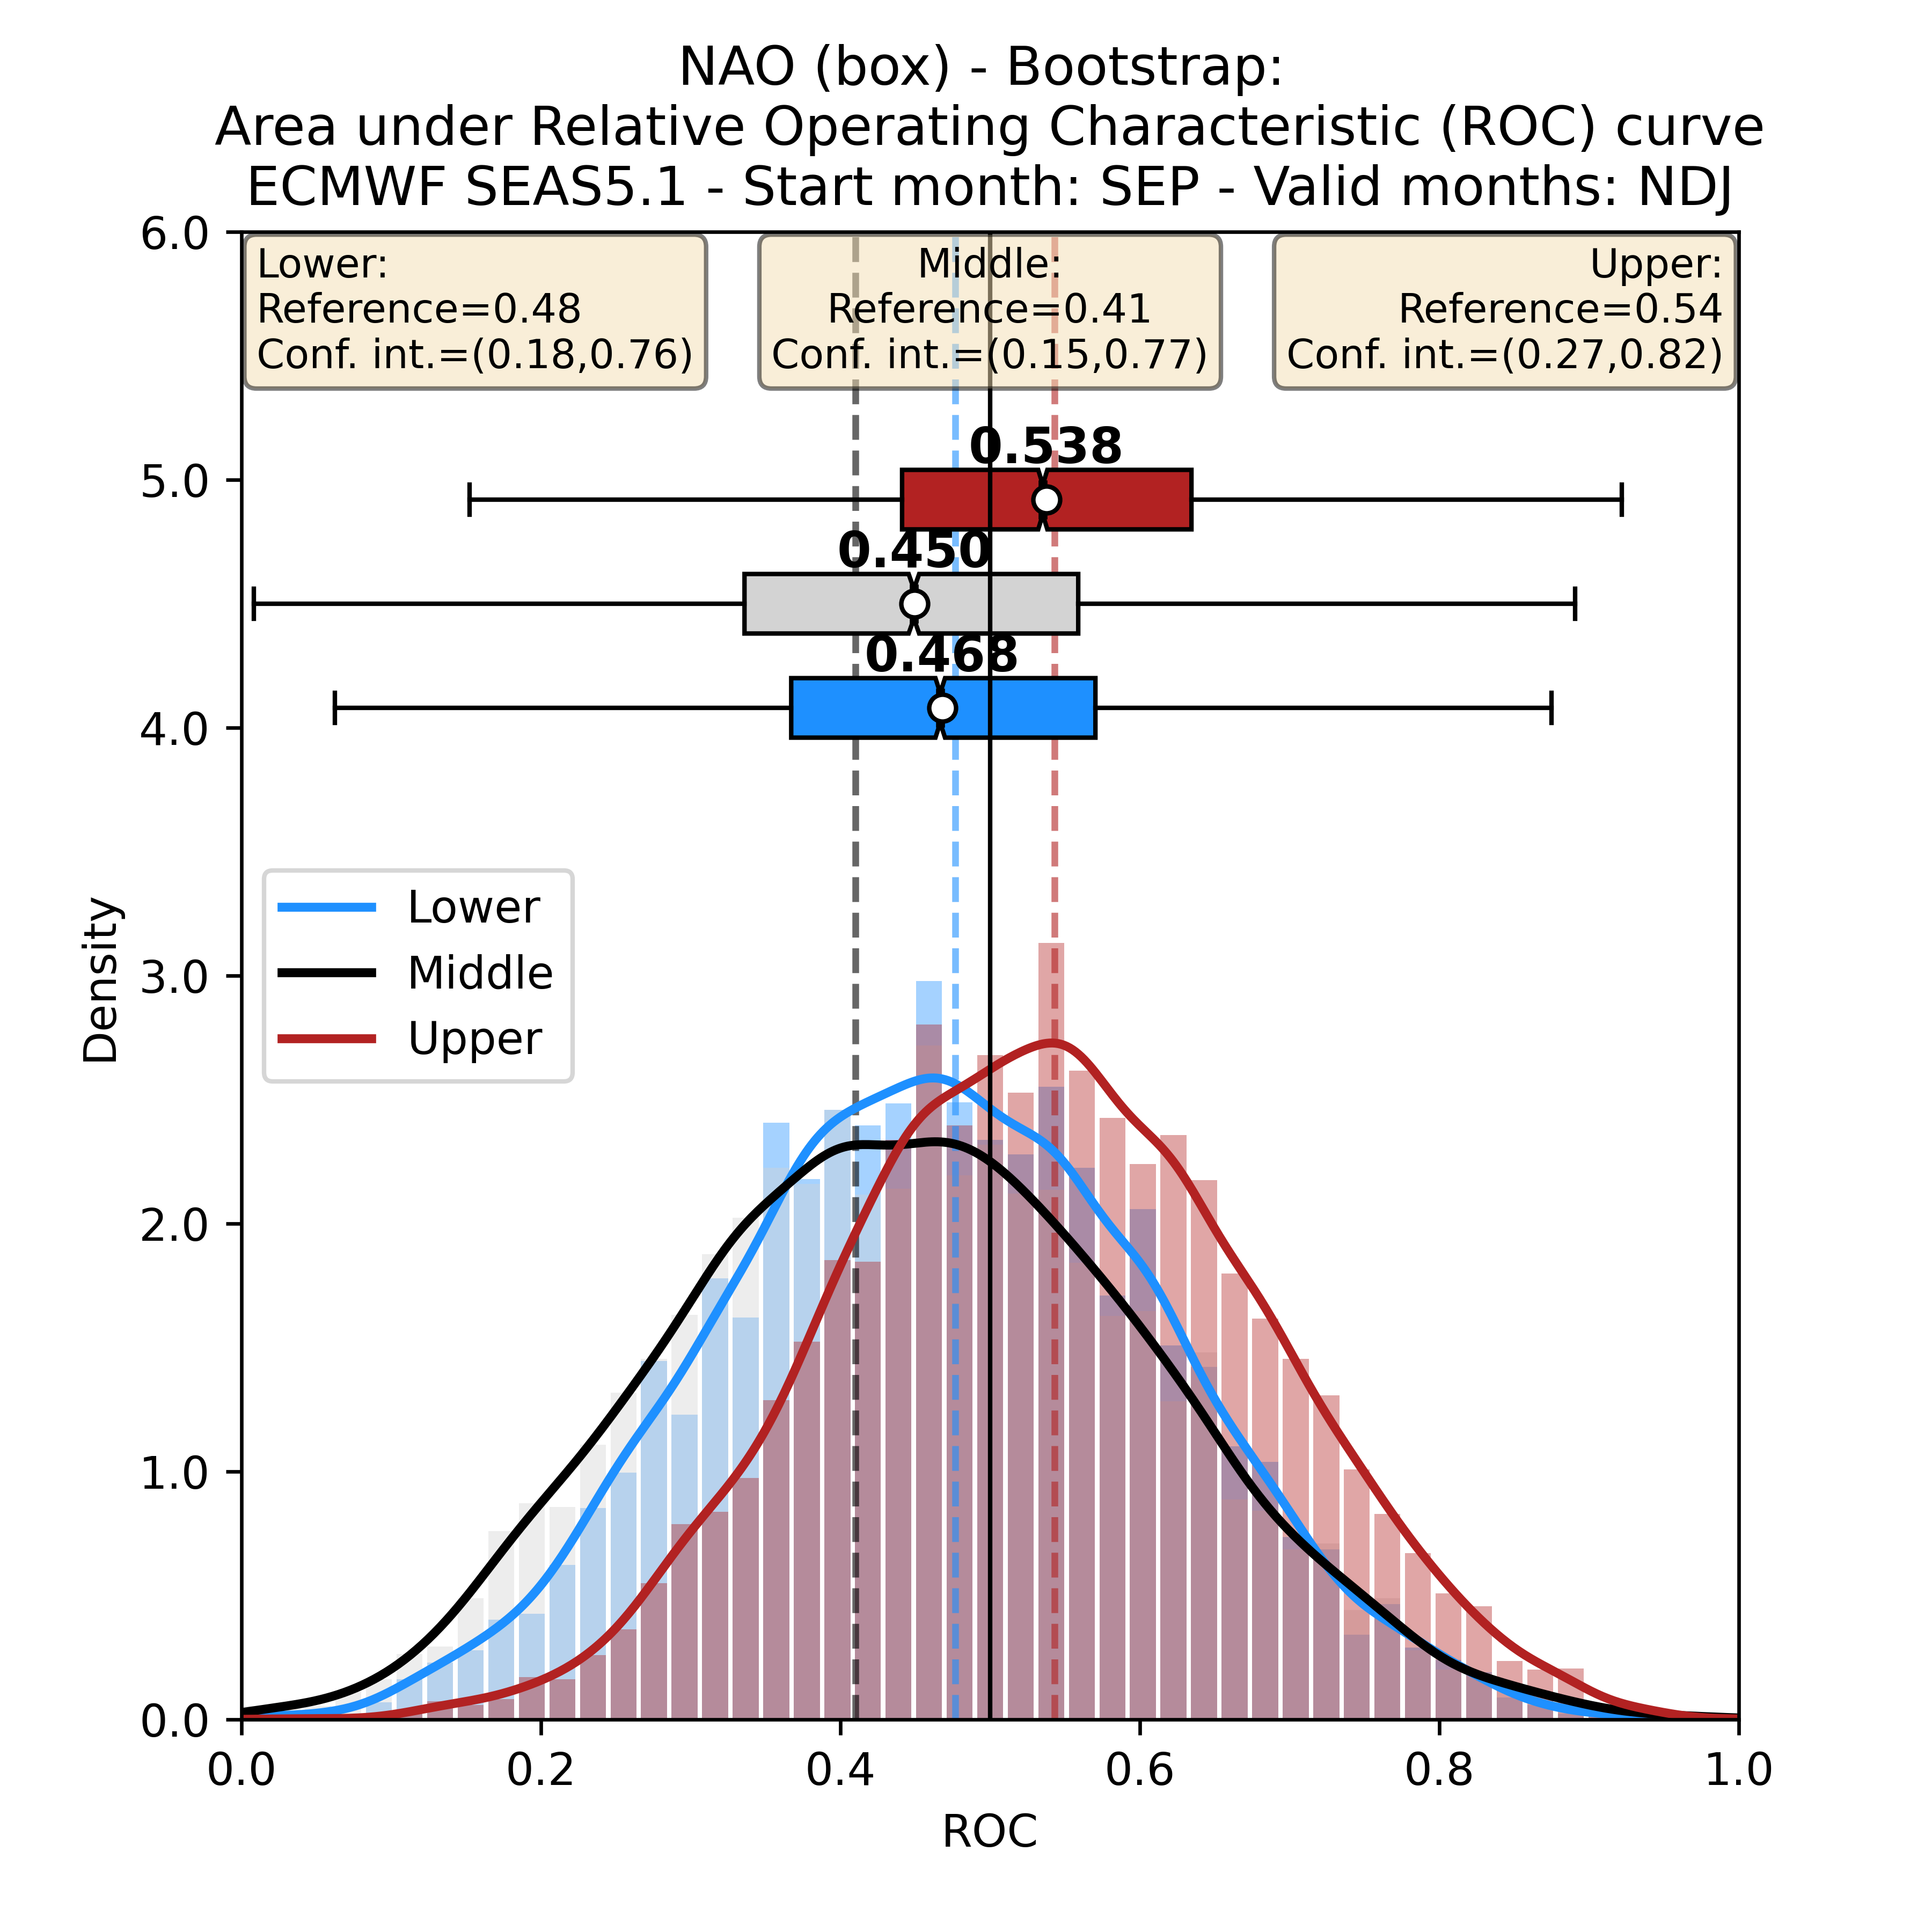 NAO (box) - Bootstrap:
Area under Relative Operating Characteristic (ROC) curve
ECMWF SEAS5.1 - Start month: SEP - Valid months: NDJ
Lower:
Reference=0.48
Conf. int.=(0.18,0.76)
Middle:
Reference=0.41
Conf. int.=(0.15,0.77)
Upper:
Reference=0.54
Conf. int.=(0.27,0.82)
0.538
0.450
0.468
Lower
Middle
Upper
Density
6.0
5.0
4.0
3.0
2.0
1.0
0.0
0.0 0.2 0.4 0.6 0.8 1.0
ROC